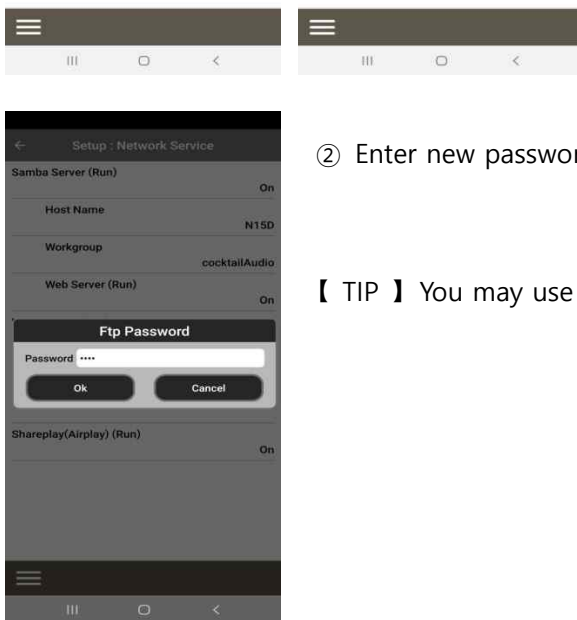 Setup : Network Service
Samba Server (Run)
On
Host Name
N15D
Workgroup
cocktailAudio
Web Server (Run)
On
Ftp Password
Password ••••
Ok Cancel
Shareplay(Airplay) (Run)
On
② Enter new passwor
【 TIP 】You may use